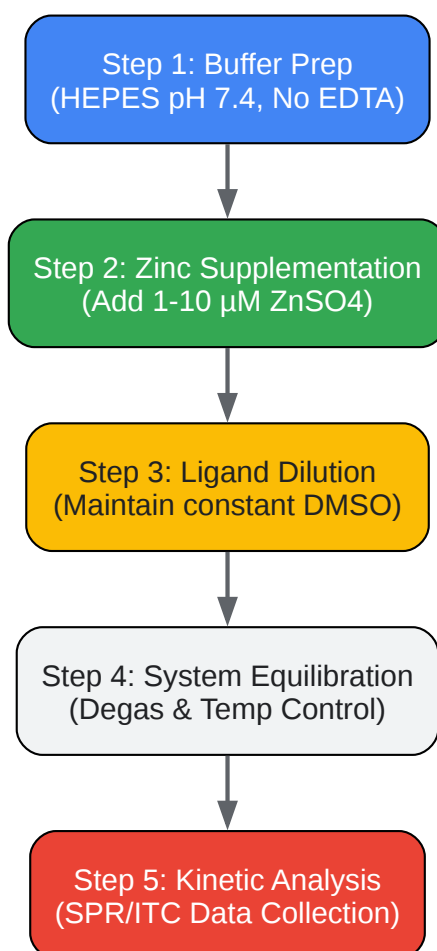 Step 1: Buffer Prep
(HEPES pH 7.4, No EDTA)
Step 2: Zinc Supplementation
(Add 1-10 µM ZnSO4)
Step 3: Ligand Dilution
(Maintain constant DMSO)
Step 4: System Equilibration
(Degas & Temp Control)
Step 5: Kinetic Analysis
(SPR/ITC Data Collection)